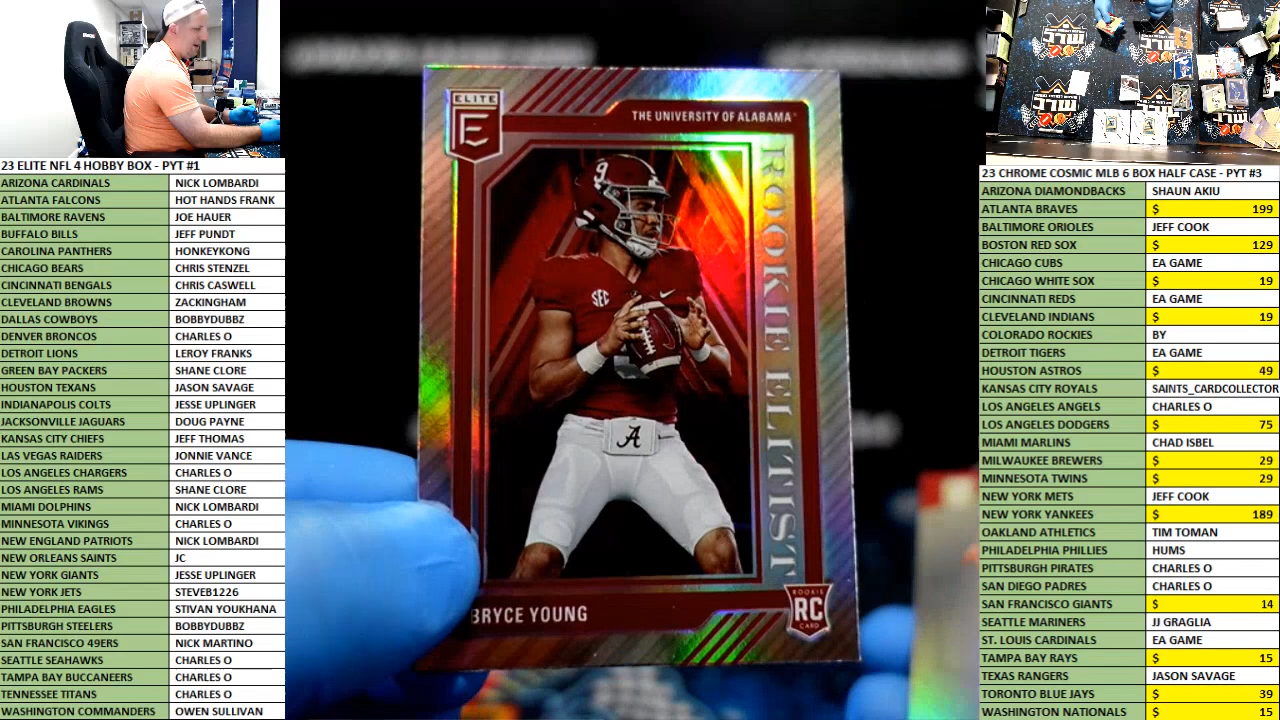 23 ELITE NFL 4 HOBBY BOX - PYT #1
ARIZONA CARDINALS NICK LOMBARDI
ATLANTA FALCONS HOT HANDS FRANK
BALTIMORE RAVENS JOE HAUER
BUFFALO BILLS JEFF PUNDT
CAROLINA PANTHERS HONKEYKONG
CHICAGO BEARS CHRIS STENZEL
CINCINNATI BENGALS CHRIS CASWELL
CLEVELAND BROWNS ZACKINGHAM
DALLAS COWBOYS BOBBYDUBBZ
DENVER BRONCOS CHARLES O
DETROIT LIONS LEROY FRANKS
GREEN BAY PACKERS SHANE CLORE
HOUSTON TEXANS JASON SAVAGE
INDIANAPOLIS COLTS JESSE UPLINGER
JACKSONVILLE JAGUARS DOUG PAYNE
KANSAS CITY CHIEFS JEFF THOMAS
LAS VEGAS RAIDERS JONNIE VANCE
LOS ANGELES CHARGERS CHARLES O
LOS ANGELES RAMS SHANE CLORE
MIAMI DOLPHINS NICK LOMBARDI
MINNESOTA VIKINGS CHARLES O
NEW ENGLAND PATRIOTS NICK LOMBARDI
NEW ORLEANS SAINTS JC
NEW YORK GIANTS JESSE UPLINGER
NEW YORK JETS STEVEB1226
PHILADELPHIA EAGLES STIVAN YOUKHANA
PITTSBURGH STEELERS BOBBYDUBBZ
SAN FRANCISCO 49ERS NICK MARTINO
SEATTLE SEAHAWKS CHARLES O
TAMPA BAY BUCCANEERS CHARLES O
TENNESSEE TITANS CHARLES O
WASHINGTON COMMANDERS OWEN SULLIVAN
ELITE
E
THE UNIVERSITY OF ALABAMA
ROOKIE ELITIST
9
SEC
A
BRYCE YOUNG
ROOKIE
RC
CARD
23 CHROME COSMIC MLB 6 BOX HALF CASE - PYT #3
ARIZONA DIAMONDBACKS SHAUN AKIU
ATLANTA BRAVES $ 199
BALTIMORE ORIOLES JEFF COOK
BOSTON RED SOX $ 129
CHICAGO CUBS EA GAME
CHICAGO WHITE SOX $ 19
CINCINNATI REDS EA GAME
CLEVELAND INDIANS $ 19
COLORADO ROCKIES BY
DETROIT TIGERS EA GAME
HOUSTON ASTROS $ 49
KANSAS CITY ROYALS SAINTS_CARDCOLLECTOR
LOS ANGELES ANGELS CHARLES O
LOS ANGELES DODGERS $ 75
MIAMI MARLINS CHAD ISBEL
MILWAUKEE BREWERS $ 29
MINNESOTA TWINS $ 29
NEW YORK METS JEFF COOK
NEW YORK YANKEES $ 189
OAKLAND ATHLETICS TIM TOMAN
PHILADELPHIA PHILLIES HUMS
PITTSBURGH PIRATES CHARLES O
SAN DIEGO PADRES CHARLES O
SAN FRANCISCO GIANTS $ 14
SEATTLE MARINERS JJ GRAGLIA
ST. LOUIS CARDINALS EA GAME
TAMPA BAY RAYS $ 15
TEXAS RANGERS JASON SAVAGE
TORONTO BLUE JAYS $ 39
WASHINGTON NATIONALS $ 15